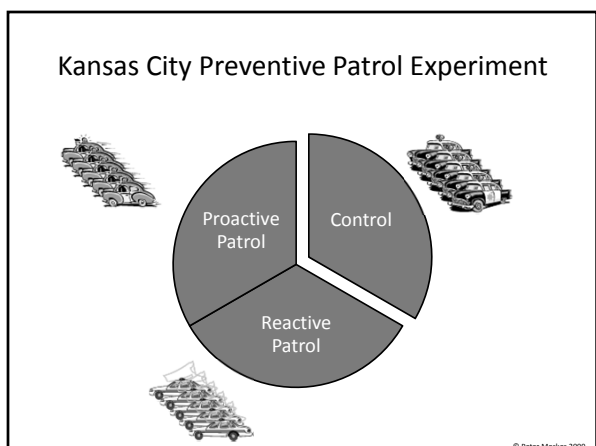 Kansas City Preventive Patrol Experiment
Proactive
Patrol
Control
Reactive
Patrol